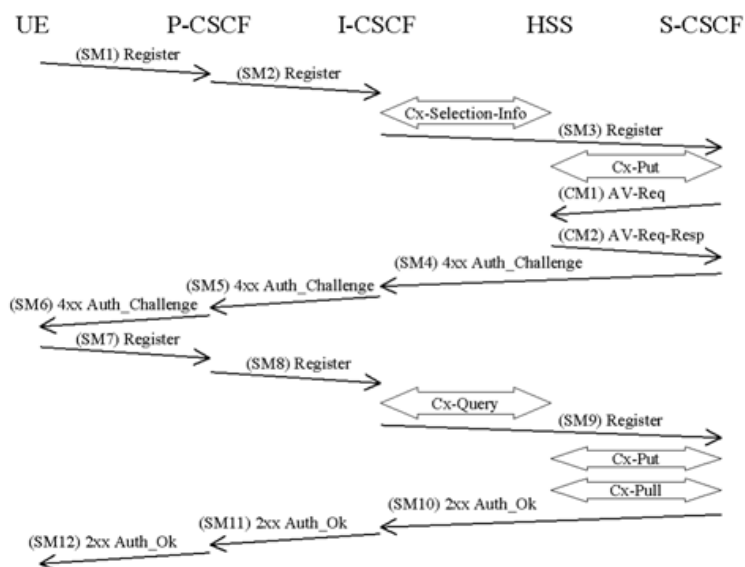 UE P-CSCF I-CSCF HSS S-CSCF
(SM1) Register
(SM2) Register
Cx-Selection-Info
(SM3) Register
Cx-Put
(CM1) AV-Req
(CM2) AV-Req-Resp
(SM4) 4xx Auth_Challenge
(SM5) 4xx Auth_Challenge
(SM6) 4xx Auth_Challenge
(SM7) Register
(SM8) Register
Cx-Query
(SM9) Register
Cx-Put
Cx-Pull
(SM10) 2xx Auth_Ok
(SM11) 2xx Auth_Ok
(SM12) 2xx Auth_Ok